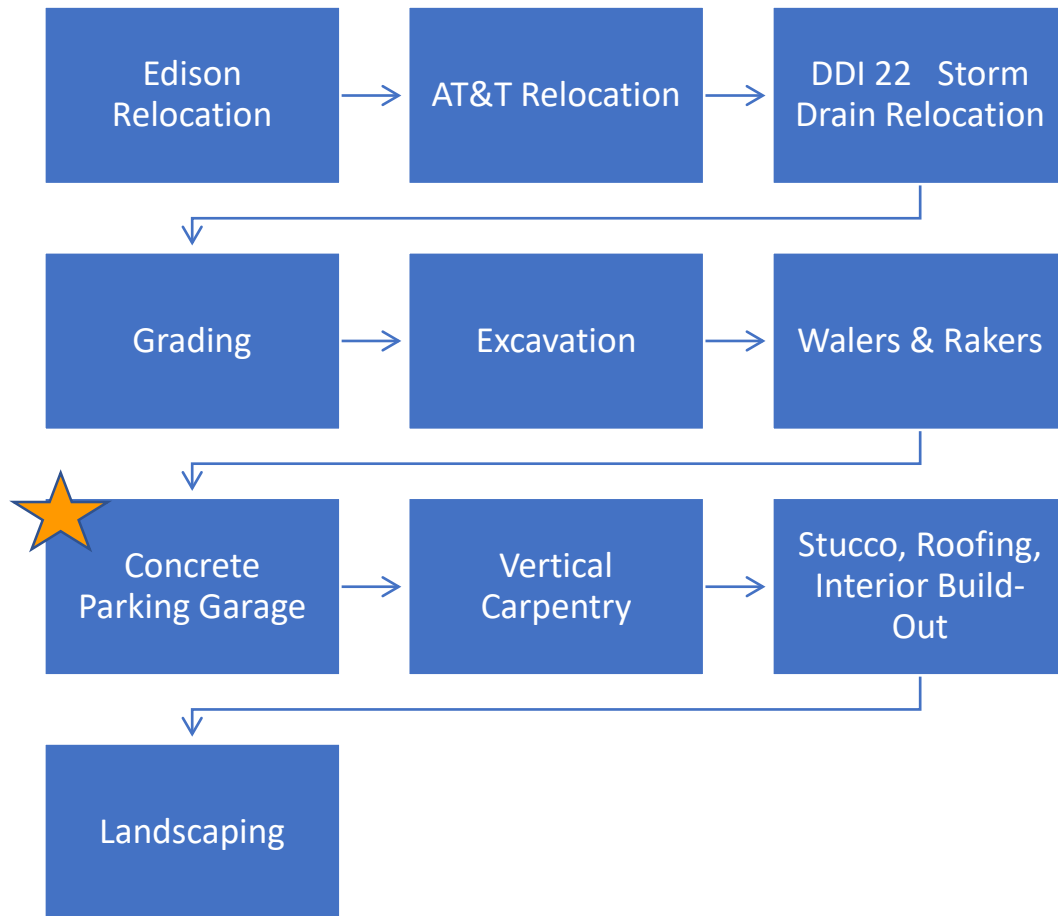 Edison
Relocation
AT&T Relocation
DDI 22   Storm
Drain Relocation
Grading
Excavation
Walers & Rakers
Concrete
Parking Garage
Vertical
Carpentry
Stucco, Roofing,
Interior Build-
Out
Landscaping